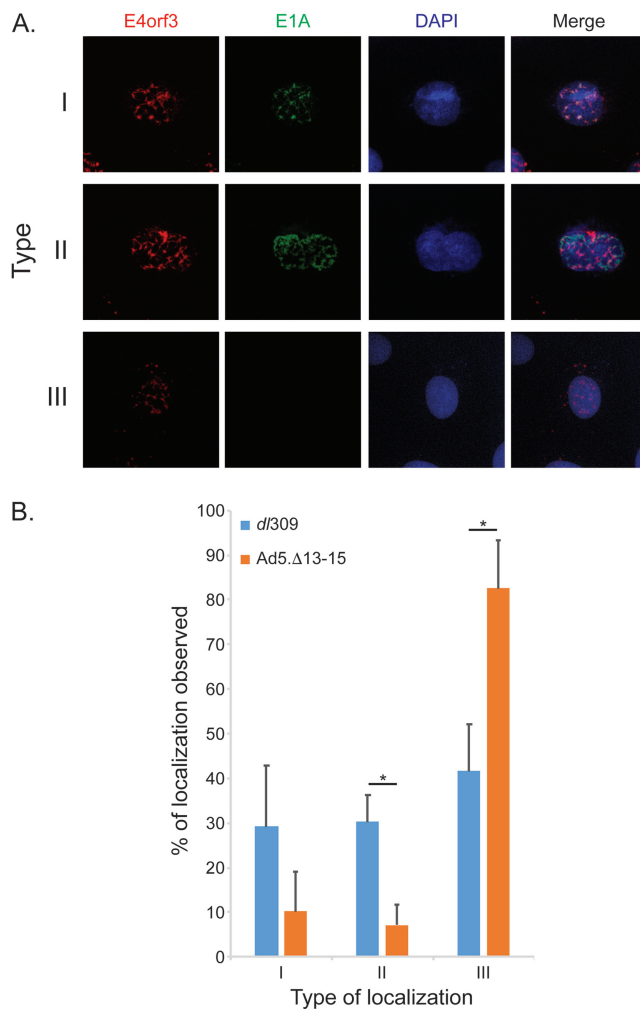 A.
E4orf3 E1A DAPI Merge
I
Type II
III
B.
100
90
80
70
60
50
40
30
20
10
0
% of localization observed
dl309
Ad5.Δ13-15
*
*
I II III
Type of localization